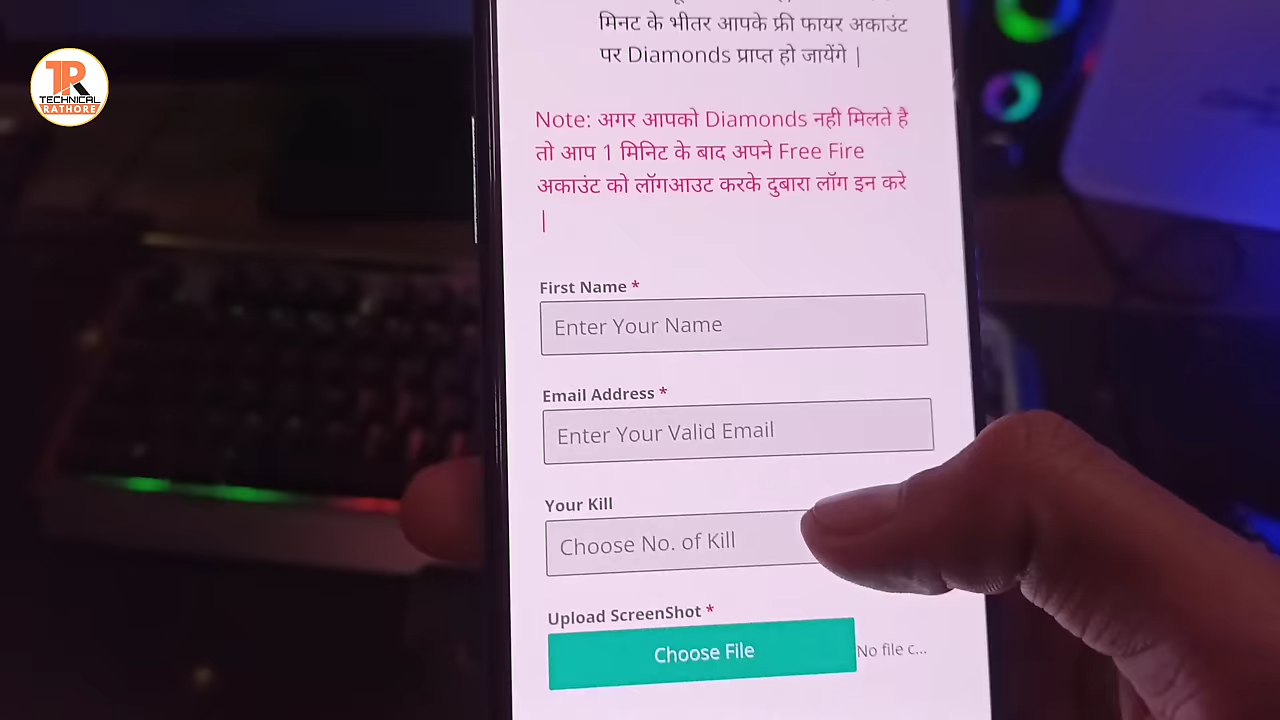 TECHNICAL
RATHORE
मिनट के भीतर आपके फ्री फायर अकाउंट
पर Diamonds प्राप्त हो जायेंगे |
Note: अगर आपको Diamonds नही मिलते है
तो आप 1 मिनिट के बाद अपने Free Fire
अकाउंट को लॉगआउट करके दुबारा लॉग इन करे
|
First Name *
Enter Your Name
Email Address *
Enter Your Valid Email
Your Kill
Choose No. of Kill
Upload ScreenShot *
Choose File
No file c...